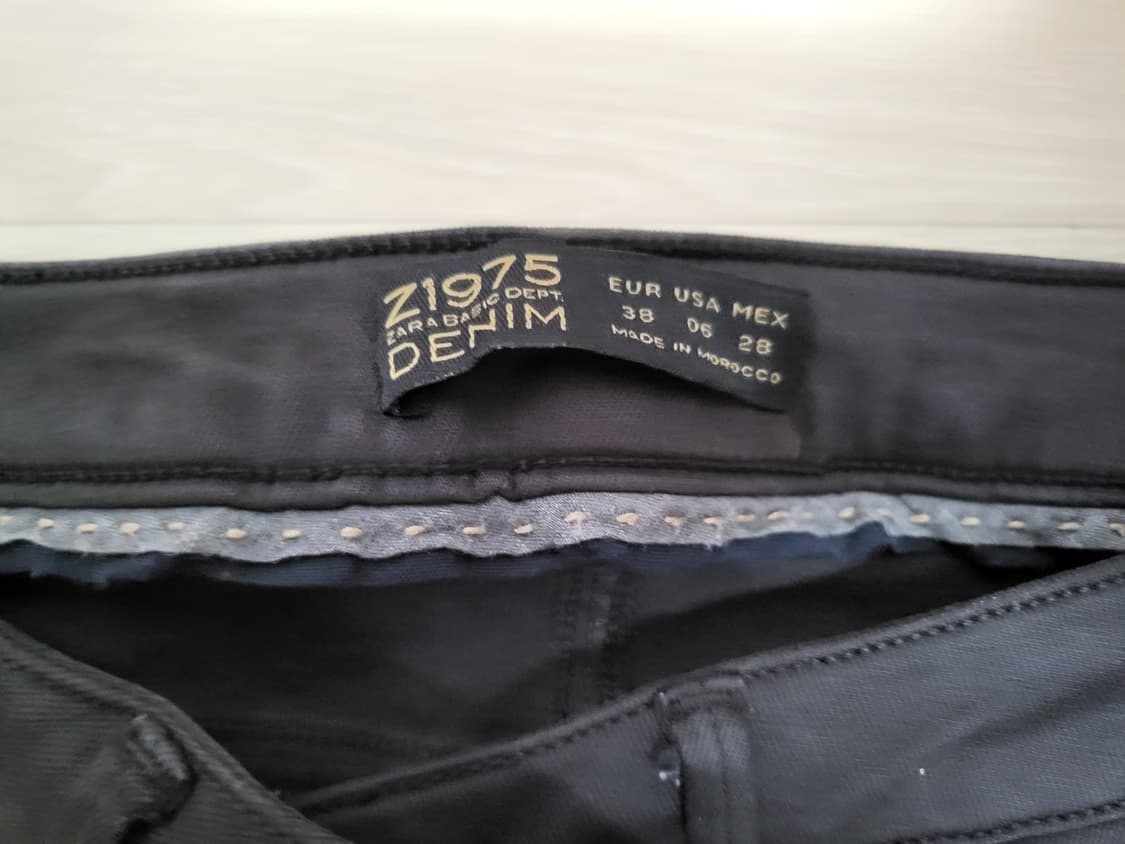 Z1975
ZARA BASIC DEPT.
DENIM
EUR USA MEX
38 06 28
MADE IN MOROCCO